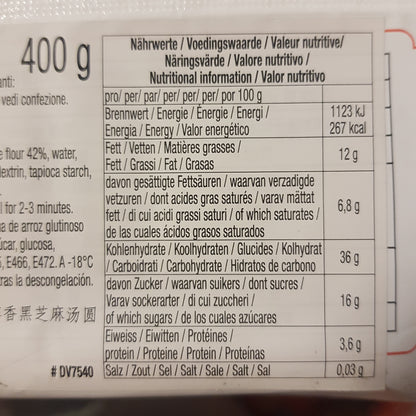 400 g
anti:
vedi confezione.
flour 42%, water,
dextrin, tapioca starch,
l for 2-3 minutes.
a de arroz glutinoso
úcar, glucosa,
, E466, E472. A -18°C
ras la descongelación.
香黑芝麻汤圆
# DV7540
Nährwerte / Voedingswaarde / Valeur nutritive/
Näringsvärde / Valore nutritivo /
Nutritional information / Valor nutritivo
pro/ per/ par/ per/ per/ per/ por 100 g
Brennwert / Energie / Énergie / Energi / 1123 kJ
Energia / Energy / Valor energético 267 kcal
Fett / Vetten / Matières grasses /
Fett / Grassi / Fat / Grasas 12 g
davon gesättigte Fettsäuren / waarvan verzadigde
vetzuren / dont acides gras saturés / varav mättat
fett / di cui acidi grassi saturi / of which saturates / 6,8 g
de las cuales ácidos grasos saturados
Kohlenhydrate / Koolhydraten / Glucides / Kolhydrat
/ Carboidrati / Carbohydrate / Hidratos de carbono 36 g
davon Zucker / waarvan suikers / dont sucres /
Varav sockerarter / di cui zuccheri / 16 g
of which sugars / de los cuales azúcares
Eiweiss / Eiwitten / Protéines /
protein / Proteine / Protein / Proteínas 3,6 g
Salz / Zout / Sel / Salt / Sale / Salt / Sal 0,03 g